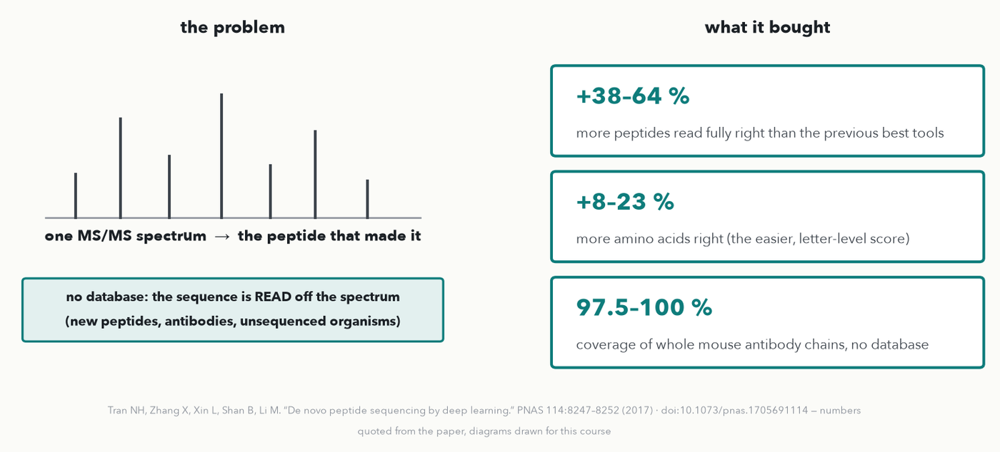 the problem
one MS/MS spectrum → the peptide that made it
no database: the sequence is READ off the spectrum
(new peptides, antibodies, unsequenced organisms)
what it bought
+38–64 %
more peptides read fully right than the previous best tools
+8–23 %
more amino acids right (the easier, letter-level score)
97.5–100 %
coverage of whole mouse antibody chains, no database
Tran NH, Zhang X, Xin L, Shan B, Li M. “De novo peptide sequencing by deep learning.” PNAS 114:8247–8252 (2017) · doi:10.1073/pnas.1705691114 — numbers
quoted from the paper, diagrams drawn for this course